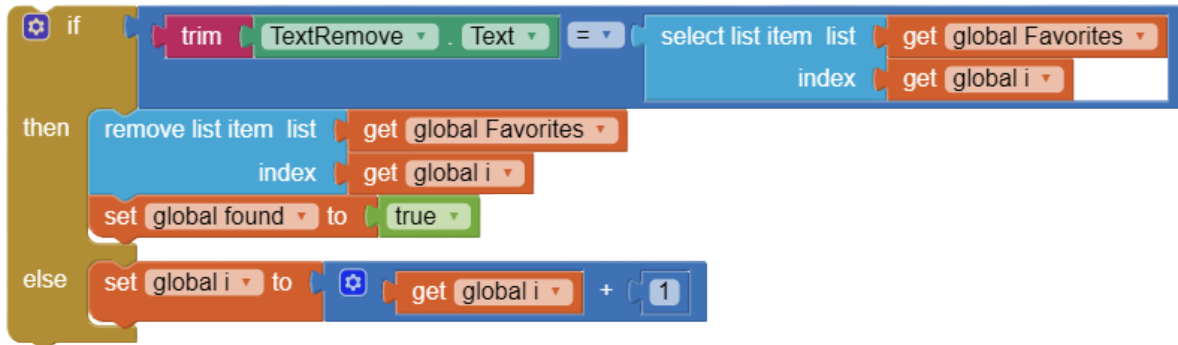 if trim TextRemove . Text = select list item list get global Favorites
index get global i
then remove list item list get global Favorites
index get global i
set global found to true
else set global i to get global i + 1